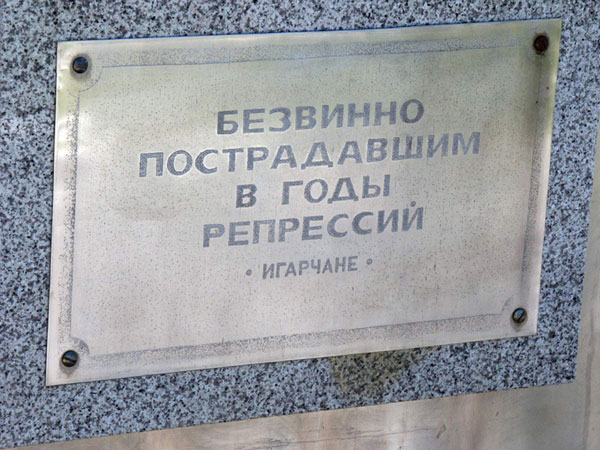 БЕЗВИННО
ПОСТРАДАВШИМ
В ГОДЫ
РЕПРЕССИЙ
• ИГАРЧАНЕ •